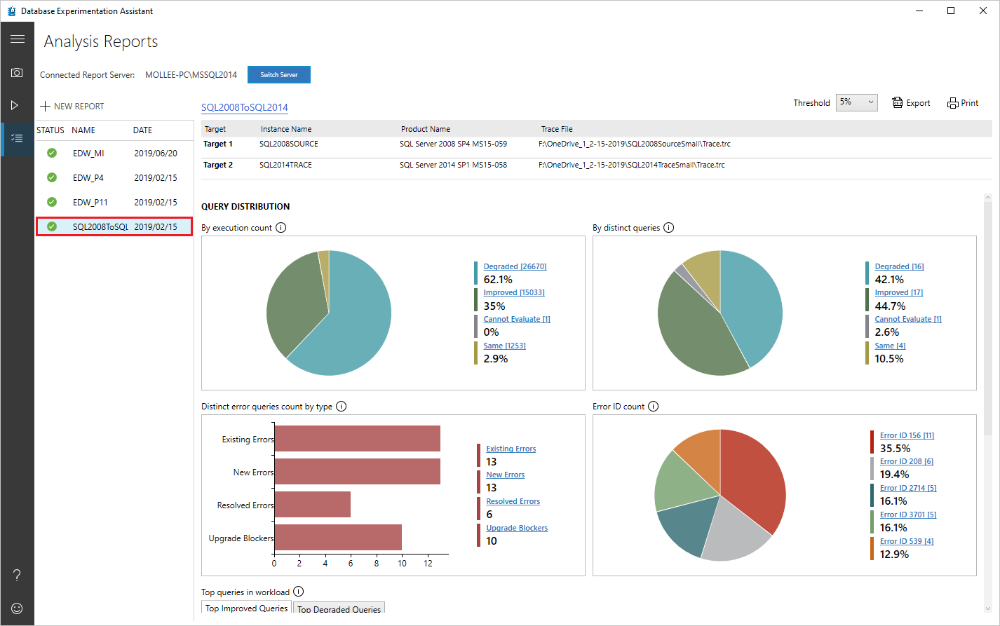 Database Experimentation Assistant
Analysis Reports
Connected Report Server: MOLLEE-PC\MSSQL2014 Switch Server
NEW REPORT
STATUS NAME DATE
EDW_MI 2019/06/20
EDW_P4 2019/02/15
EDW_P11 2019/02/15
SQL2008ToSQL 2019/02/15
SQL2008ToSQL2014
Threshold 5% Export Print
Target Instance Name Product Name Trace File
Target 1 SQL2008SOURCE SQL Server 2008 SP4 MS15-059 F:\OneDrive_1_2-15-2019\SQL2008SourceSmall\Trace.trc
Target 2 SQL2014TRACE SQL Server 2014 SP1 MS15-058 F:\OneDrive_1_2-15-2019\SQL2014TraceSmall\Trace.trc
QUERY DISTRIBUTION
By execution count
Degraded [26670]
62.1%
Improved [15033]
35%
Cannot Evaluate [1]
0%
Same [1253]
2.9%
By distinct queries
Degraded [16]
42.1%
Improved [17]
44.7%
Cannot Evaluate [1]
2.6%
Same [4]
10.5%
Distinct error queries count by type
Existing Errors
New Errors
Resolved Errors
Upgrade Blockers
0 2 4 6 8 10 12
Existing Errors
13
New Errors
13
Resolved Errors
6
Upgrade Blockers
10
Error ID count
Error ID 156 [11]
35.5%
Error ID 208 [6]
19.4%
Error ID 2714 [5]
16.1%
Error ID 3701 [5]
16.1%
Error ID 539 [4]
12.9%
Top queries in workload
Top Improved Queries Top Degraded Queries